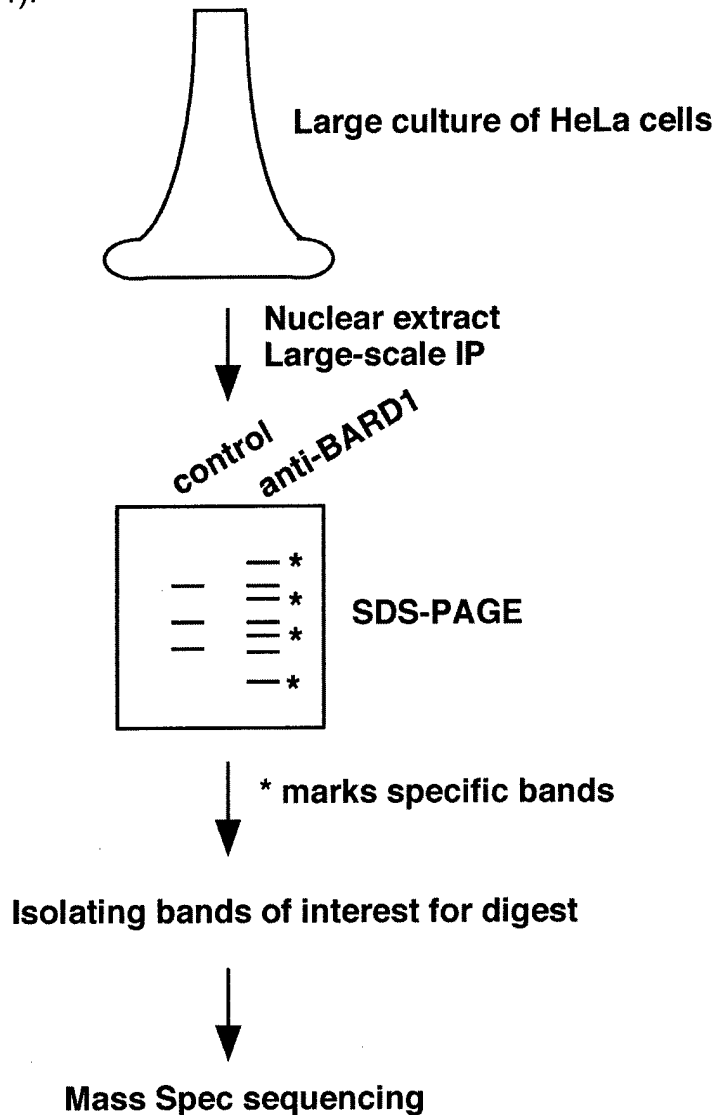 1).
Large culture of HeLa cells
Nuclear extract
Large-scale IP
control
anti-BARD1
*
*
*
*
SDS-PAGE
* marks specific bands
Isolating bands of interest for digest
Mass Spec sequencing